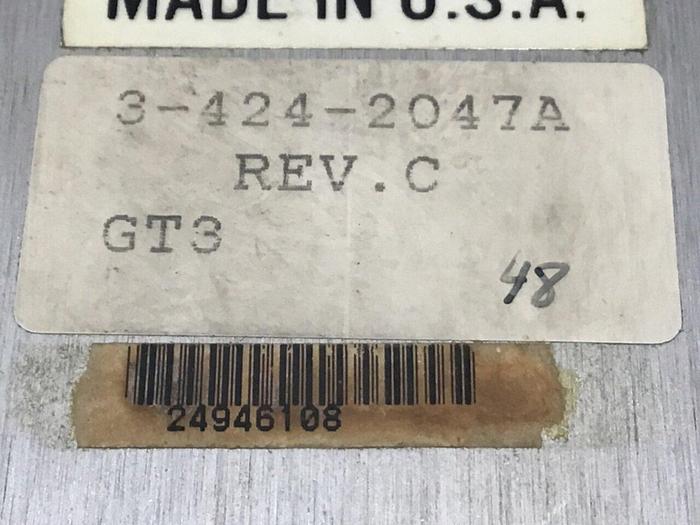 MADE IN U.S.A.
3-424-2047A
REV.C
GT3
48
24946108